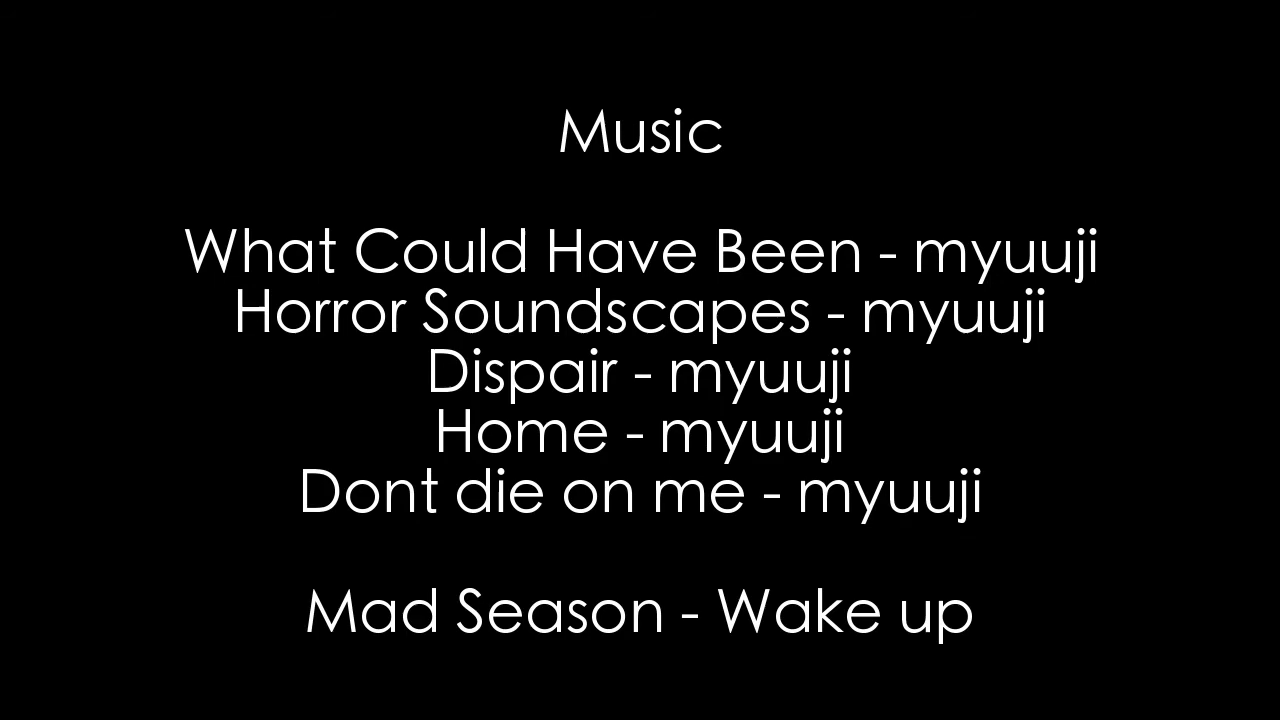 Music
What Could Have Been - myuuji
Horror Soundscapes - myuuji
Dispair - myuuji
Home - myuuji
Dont die on me - myuuji
Mad Season - Wake up